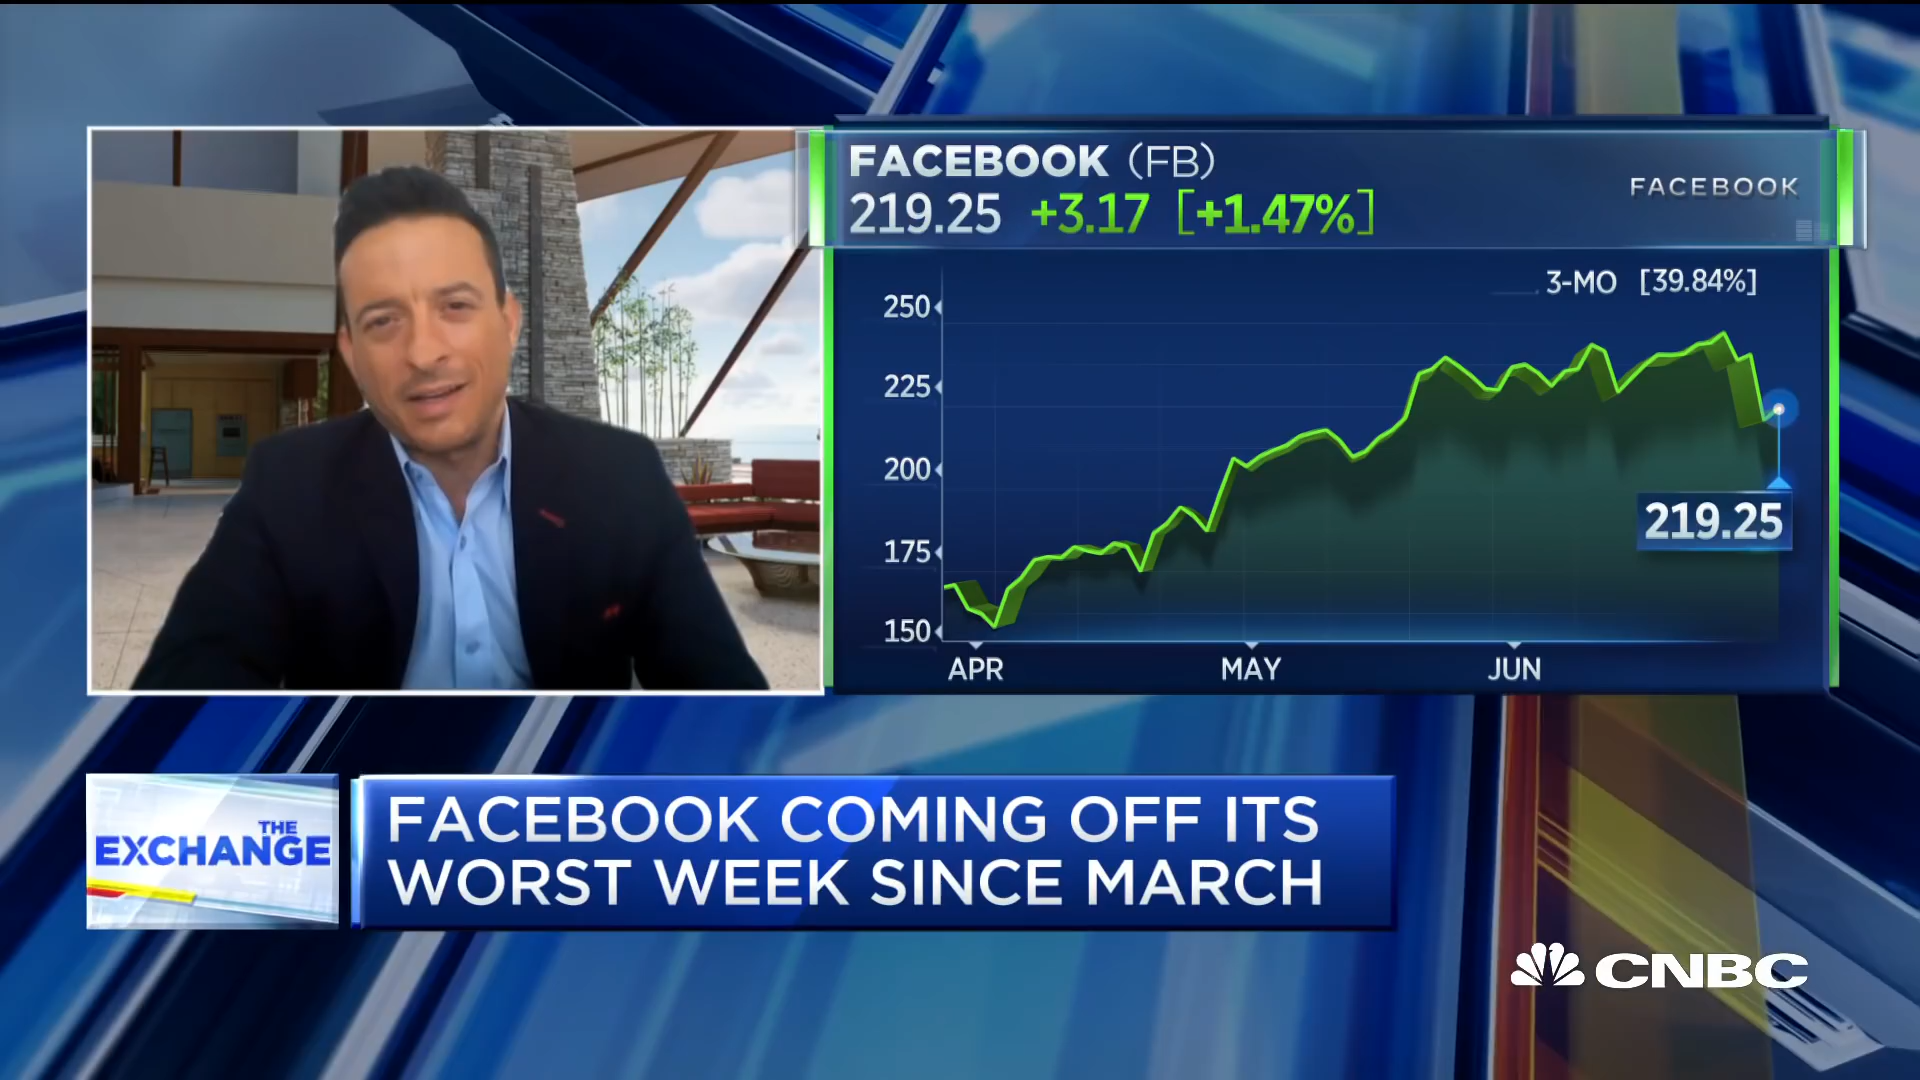 FACEBOOK (FB)
219.25 +3.17 [+1.47%]
FACEBOOK
3-MO [39.84%]
250
225
200
175
150
219.25
APR MAY JUN
THE
EXCHANGE
FACEBOOK COMING OFF ITS
WORST WEEK SINCE MARCH
CNBC